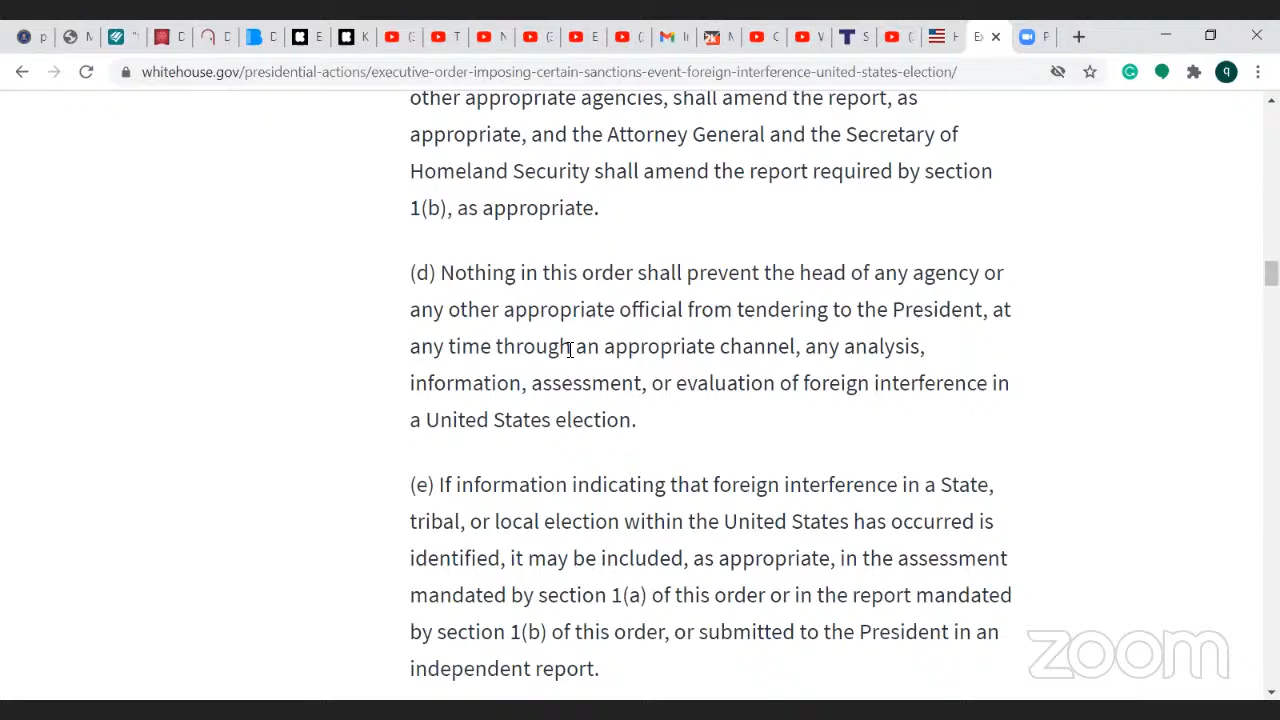 p
M
"
D
D
D
E
K
(
T
N
(
E
(
Ir
M
C
V
S
(
H
E
P
whitehouse.gov/presidential-actions/executive-order-imposing-certain-sanctions-event-foreign-interference-united-states-election/
q
other appropriate agencies, shall amend the report, as
appropriate, and the Attorney General and the Secretary of
Homeland Security shall amend the report required by section
1(b), as appropriate.
(d) Nothing in this order shall prevent the head of any agency or
any other appropriate official from tendering to the President, at
any time through an appropriate channel, any analysis,
information, assessment, or evaluation of foreign interference in
a United States election.
(e) If information indicating that foreign interference in a State,
tribal, or local election within the United States has occurred is
identified, it may be included, as appropriate, in the assessment
mandated by section 1(a) of this order or in the report mandated
by section 1(b) of this order, or submitted to the President in an
independent report.
zoom